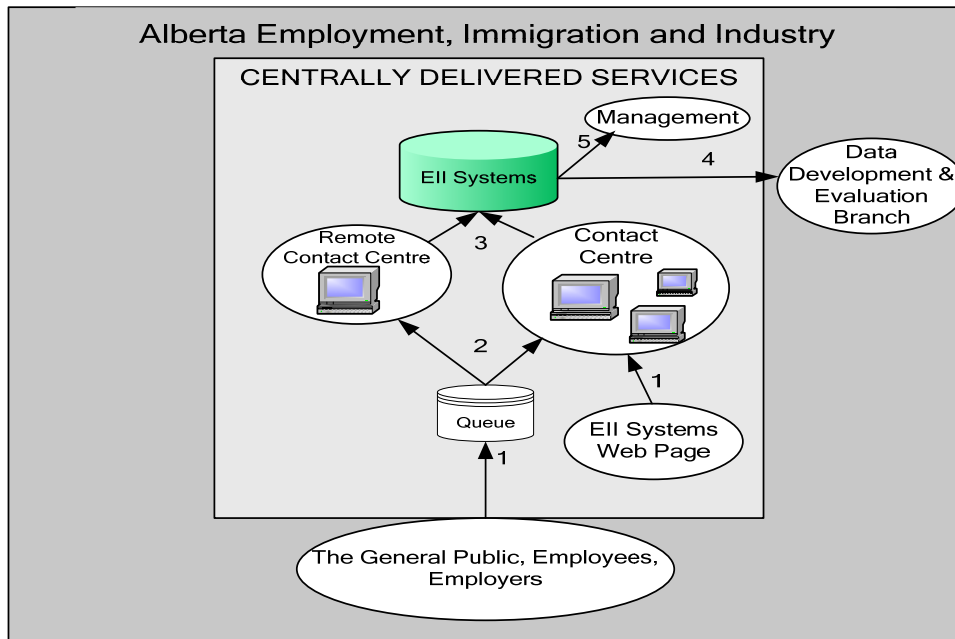 Alberta Employment, Immigration and Industry
CENTRALLY DELIVERED SERVICES
Management
5
4
EII Systems
Data
Development &
Evaluation
Branch
Remote
Contact Centre
3
Contact
Centre
2
1
Queue
EII Systems
Web Page
1
The General Public, Employees,
Employers